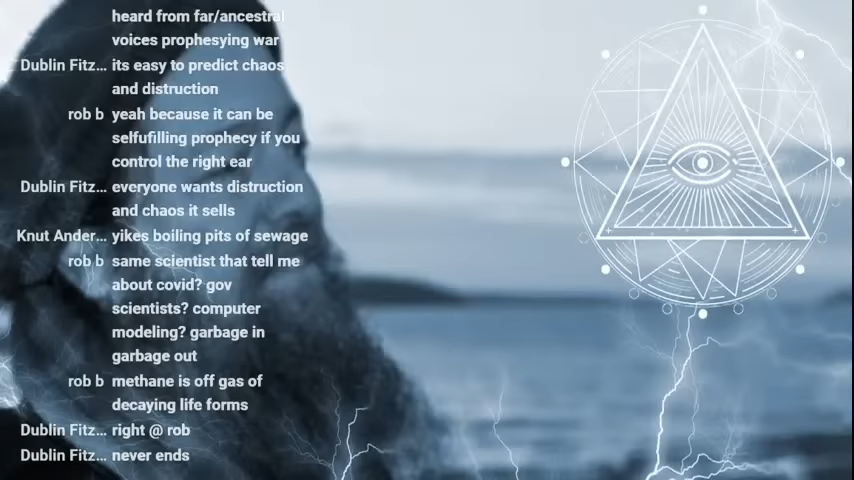 heard from far/ancestral
voices prophesying war
Dublin Fitz... its easy to predict chaos
and distruction
rob b yeah because it can be
selfufilling prophecy if you
control the right ear
Dublin Fitz... everyone wants distruction
and chaos it sells
Knut Ander... yikes boiling pits of sewage
rob b same scientist that tell me
about covid? gov
scientists? computer
modeling? garbage in
garbage out
rob b methane is off gas of
decaying life forms
Dublin Fitz... right @ rob
Dublin Fitz... never ends